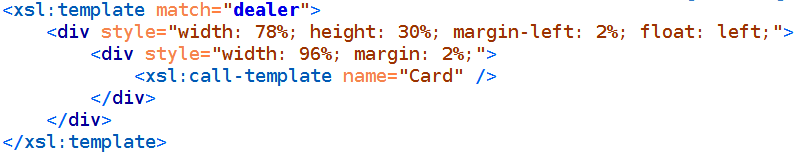 <xsl:template match="dealer">
    <div style="width: 78%; height: 30%; margin-left: 2%; float: left;">
        <div style="width: 96%; margin: 2%;">
            <xsl:call-template name="Card" />
        </div>
    </div>
</xsl:template>